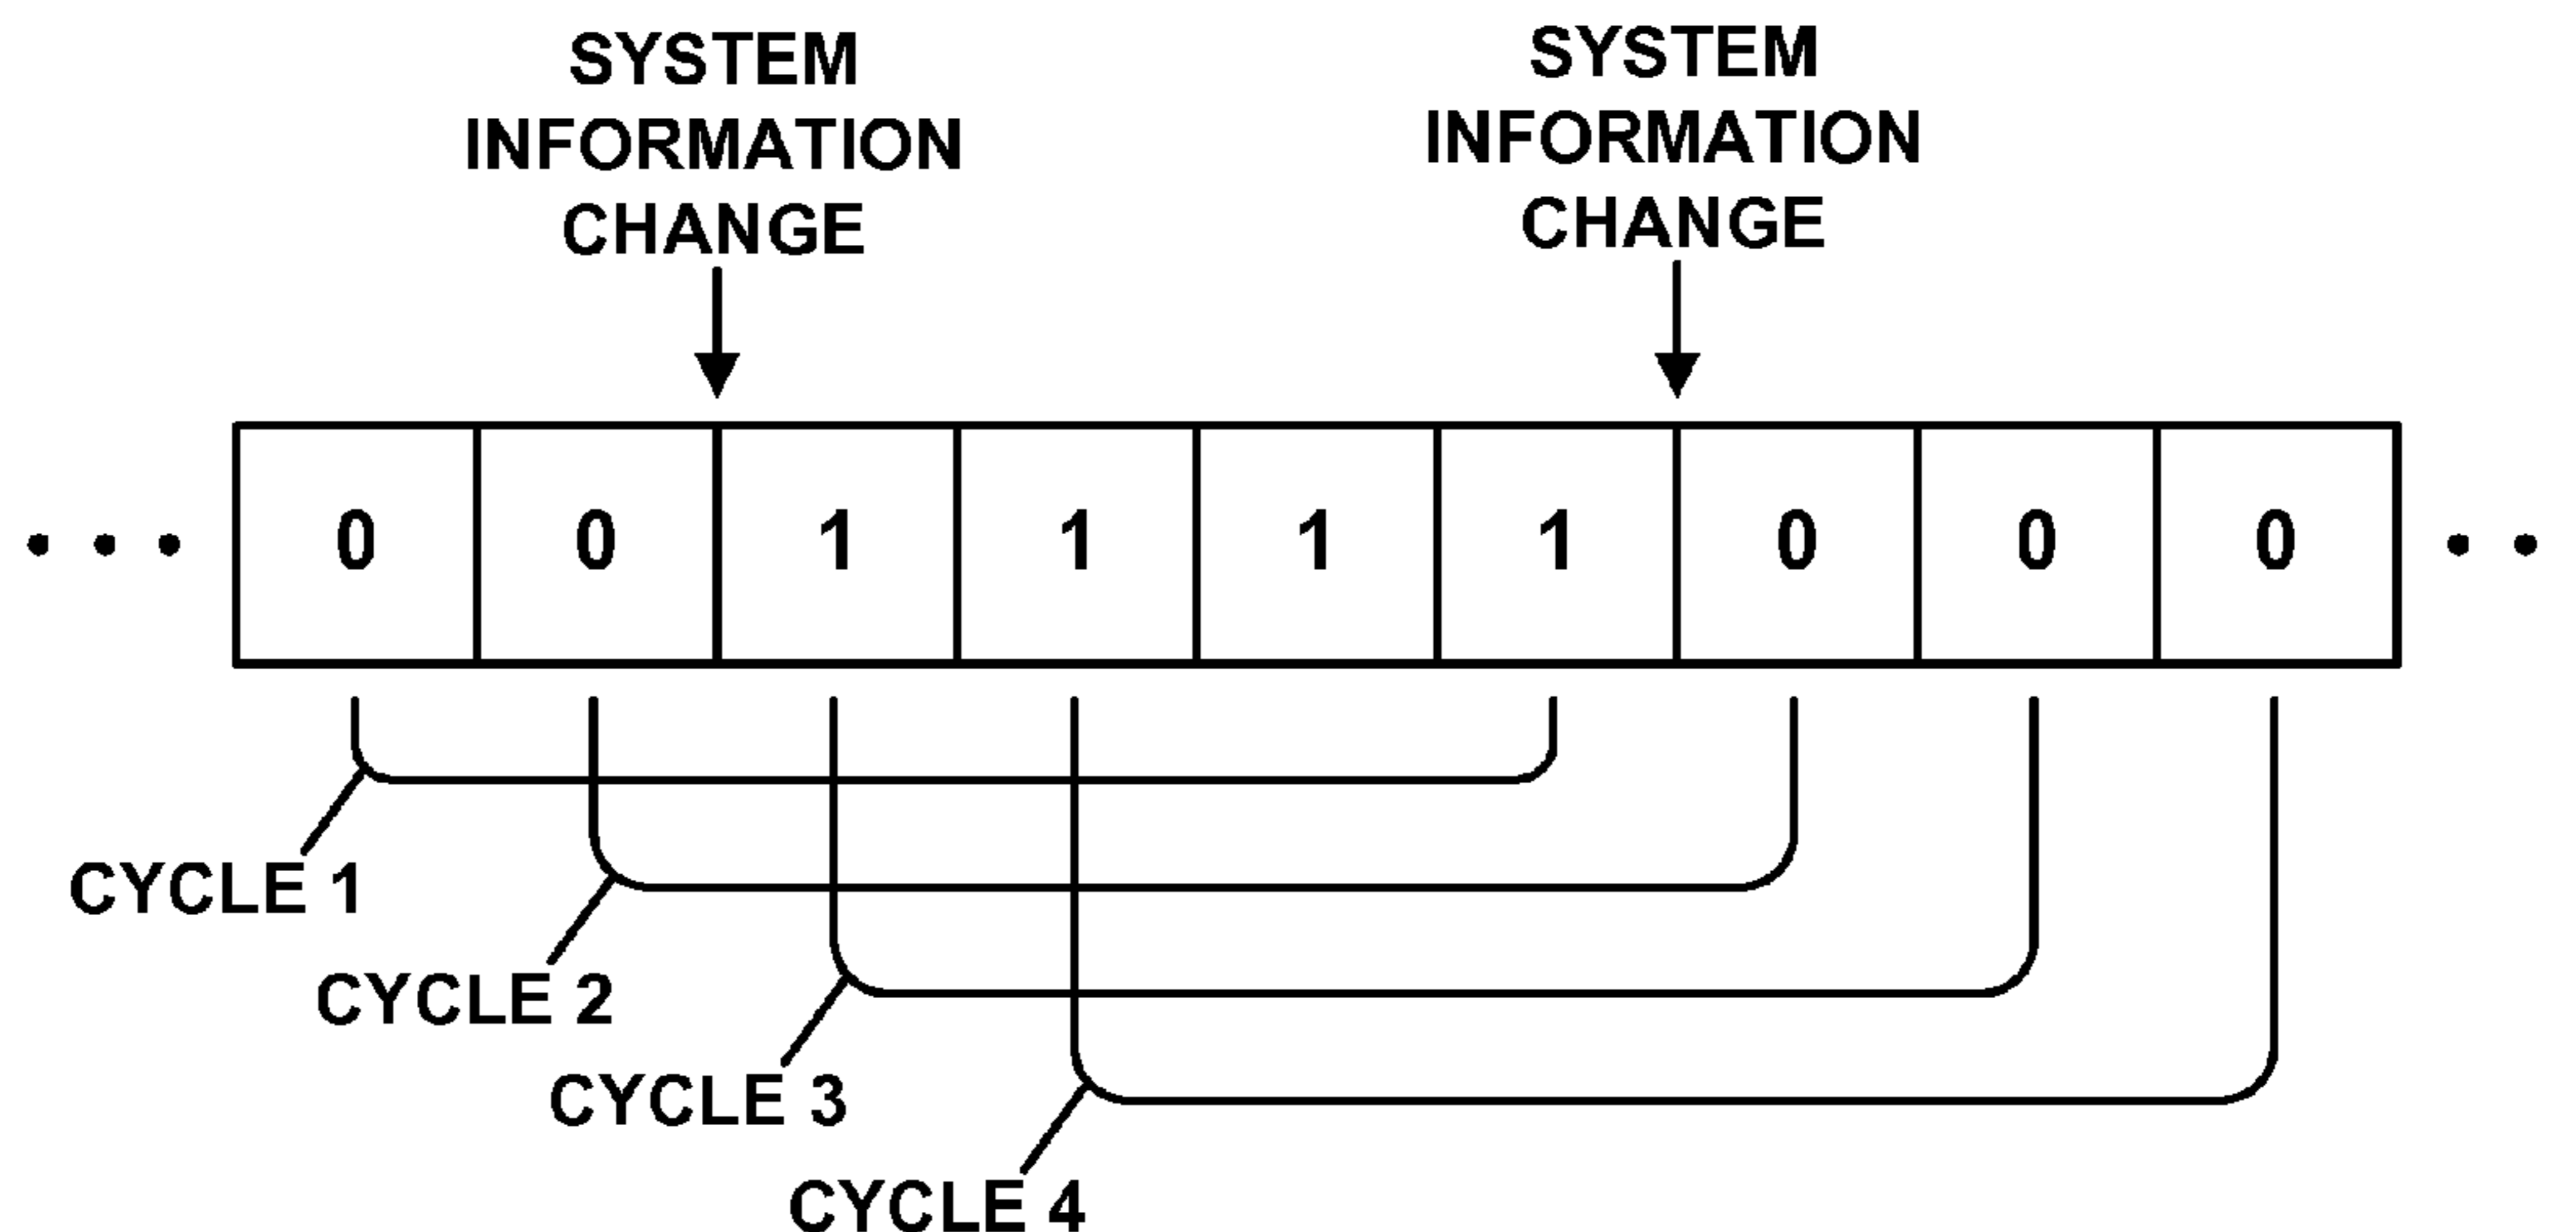 SYSTEM
INFORMATION
CHANGE
SYSTEM
INFORMATION
CHANGE
0 0 1 1 1 1 0 0 0
CYCLE 1
CYCLE 2
CYCLE 3
CYCLE 4